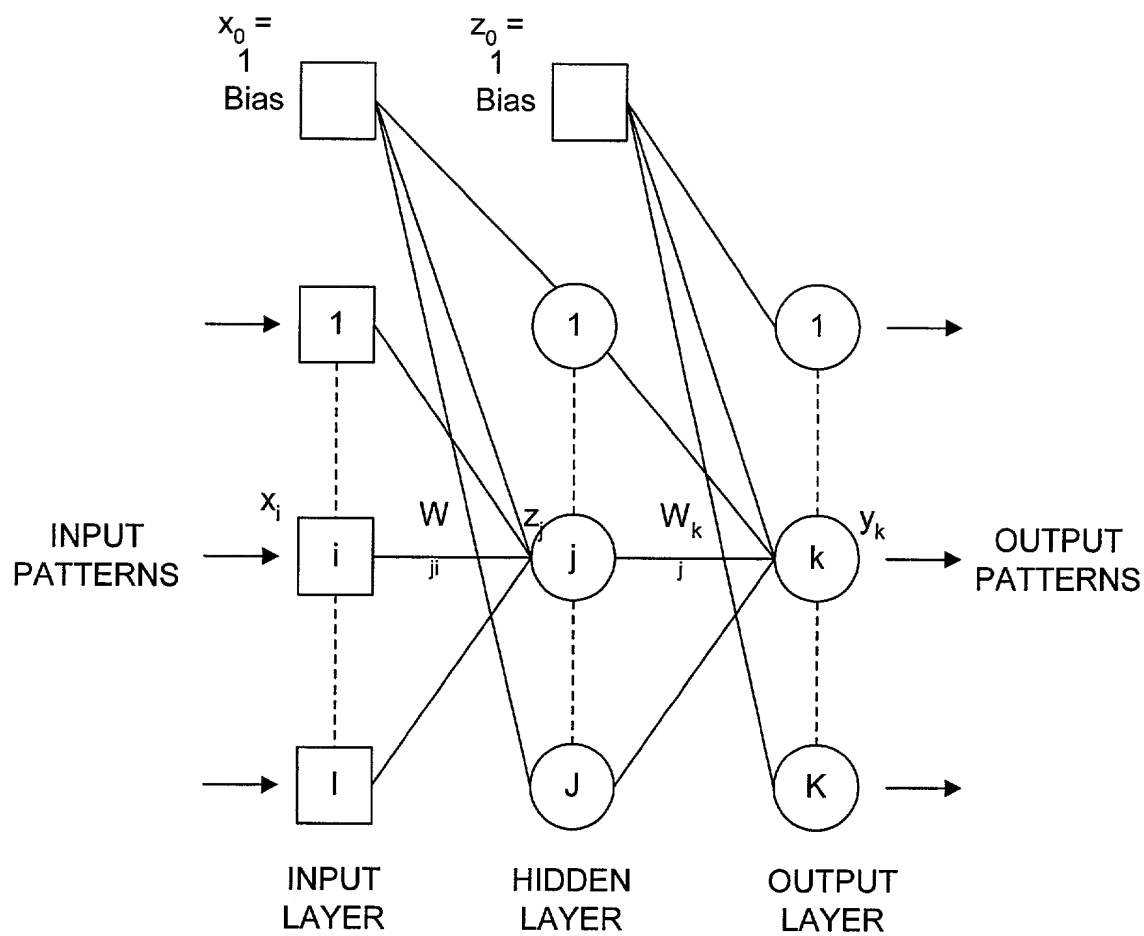 x₀ =
1
Bias
z₀ =
1
Bias
1
1
1
xᵢ
W
ji
zⱼ
Wₖ
j
yₖ
INPUT
PATTERNS
i
j
k
OUTPUT
PATTERNS
I
J
K
INPUT
LAYER
HIDDEN
LAYER
OUTPUT
LAYER